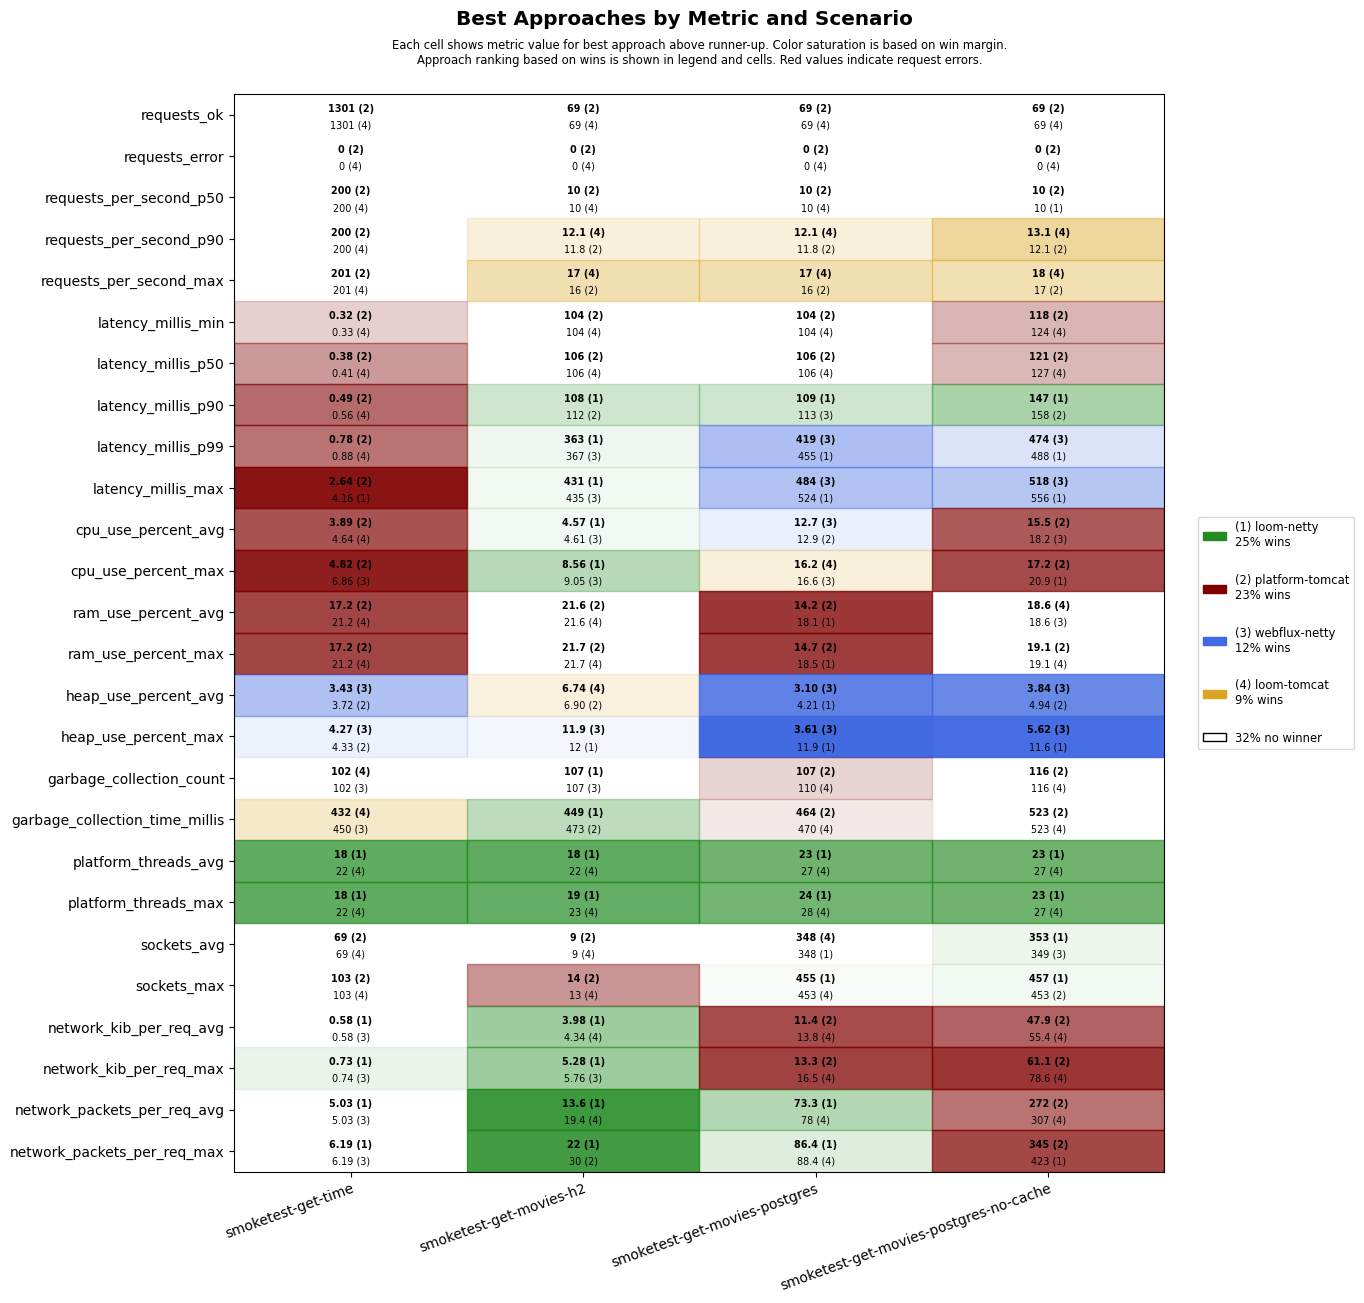 Best Approaches by Metric and Scenario
Each cell shows metric value for best approach above runner-up. Color saturation is based on win margin.
Approach ranking based on wins is shown in legend and cells. Red values indicate request errors.
requests_ok
1301 (2) 69 (2) 69 (2) 69 (2)
1301 (4) 69 (4) 69 (4) 69 (4)
requests_error
0 (2) 0 (2) 0 (2) 0 (2)
0 (4) 0 (4) 0 (4) 0 (4)
requests_per_second_p50
200 (2) 10 (2) 10 (2) 10 (2)
200 (4) 10 (4) 10 (4) 10 (1)
requests_per_second_p90
200 (2) 12.1 (4) 12.1 (4) 13.1 (4)
200 (4) 11.8 (2) 11.8 (2) 12.1 (2)
requests_per_second_max
201 (2) 17 (4) 17 (4) 18 (4)
201 (4) 16 (2) 16 (2) 17 (2)
latency_millis_min
0.32 (2) 104 (2) 104 (2) 118 (2)
0.33 (4) 104 (4) 104 (4) 124 (4)
latency_millis_p50
0.38 (2) 106 (2) 106 (2) 121 (2)
0.41 (4) 106 (4) 106 (4) 127 (4)
latency_millis_p90
0.49 (2) 108 (1) 109 (1) 147 (1)
0.56 (4) 112 (2) 113 (3) 158 (2)
latency_millis_p99
0.78 (2) 363 (1) 419 (3) 474 (3)
0.88 (4) 367 (3) 455 (1) 488 (1)
latency_millis_max
2.64 (2) 431 (1) 484 (3) 518 (3)
4.16 (1) 435 (3) 524 (1) 556 (1)
cpu_use_percent_avg
3.89 (2) 4.57 (1) 12.7 (3) 15.5 (2)
4.64 (4) 4.61 (3) 12.9 (2) 18.2 (3)
cpu_use_percent_max
4.82 (2) 8.56 (1) 16.2 (4) 17.2 (2)
6.86 (3) 9.05 (3) 16.6 (3) 20.9 (1)
ram_use_percent_avg
17.2 (2) 21.6 (2) 14.2 (2) 18.6 (4)
21.2 (4) 21.6 (4) 18.1 (1) 18.6 (3)
ram_use_percent_max
17.2 (2) 21.7 (2) 14.7 (2) 19.1 (2)
21.2 (4) 21.7 (4) 18.5 (1) 19.1 (4)
heap_use_percent_avg
3.43 (3) 6.74 (4) 3.10 (3) 3.84 (3)
3.72 (2) 6.90 (2) 4.21 (1) 4.94 (2)
heap_use_percent_max
4.27 (3) 11.9 (3) 3.61 (3) 5.62 (3)
4.33 (2) 12 (1) 11.9 (1) 11.6 (1)
garbage_collection_count
102 (4) 107 (1) 107 (2) 116 (2)
102 (3) 107 (3) 110 (4) 116 (4)
garbage_collection_time_millis
432 (4) 449 (1) 464 (2) 523 (2)
450 (3) 473 (2) 470 (4) 523 (4)
platform_threads_avg
18 (1) 18 (1) 23 (1) 23 (1)
22 (4) 22 (4) 27 (4) 27 (4)
platform_threads_max
18 (1) 19 (1) 24 (1) 23 (1)
22 (4) 23 (4) 28 (4) 27 (4)
sockets_avg
69 (2) 9 (2) 348 (4) 353 (1)
69 (4) 9 (4) 348 (1) 349 (3)
sockets_max
103 (2) 14 (2) 455 (1) 457 (1)
103 (4) 13 (4) 453 (4) 453 (2)
network_kib_per_req_avg
0.58 (1) 3.98 (1) 11.4 (2) 47.9 (2)
0.58 (3) 4.34 (4) 13.8 (4) 55.4 (4)
network_kib_per_req_max
0.73 (1) 5.28 (1) 13.3 (2) 61.1 (2)
0.74 (3) 5.76 (3) 16.5 (4) 78.6 (4)
network_packets_per_req_avg
5.03 (1) 13.6 (1) 73.3 (1) 272 (2)
5.03 (3) 19.4 (4) 78 (4) 307 (4)
network_packets_per_req_max
6.19 (1) 22 (1) 86.4 (1) 345 (2)
6.19 (3) 30 (2) 88.4 (4) 423 (1)
smoketest-get-time
smoketest-get-movies-h2
smoketest-get-movies-postgres
smoketest-get-movies-postgres-no-cache
(1) loom-netty
25% wins
(2) platform-tomcat
23% wins
(3) webflux-netty
12% wins
(4) loom-tomcat
9% wins
32% no winner